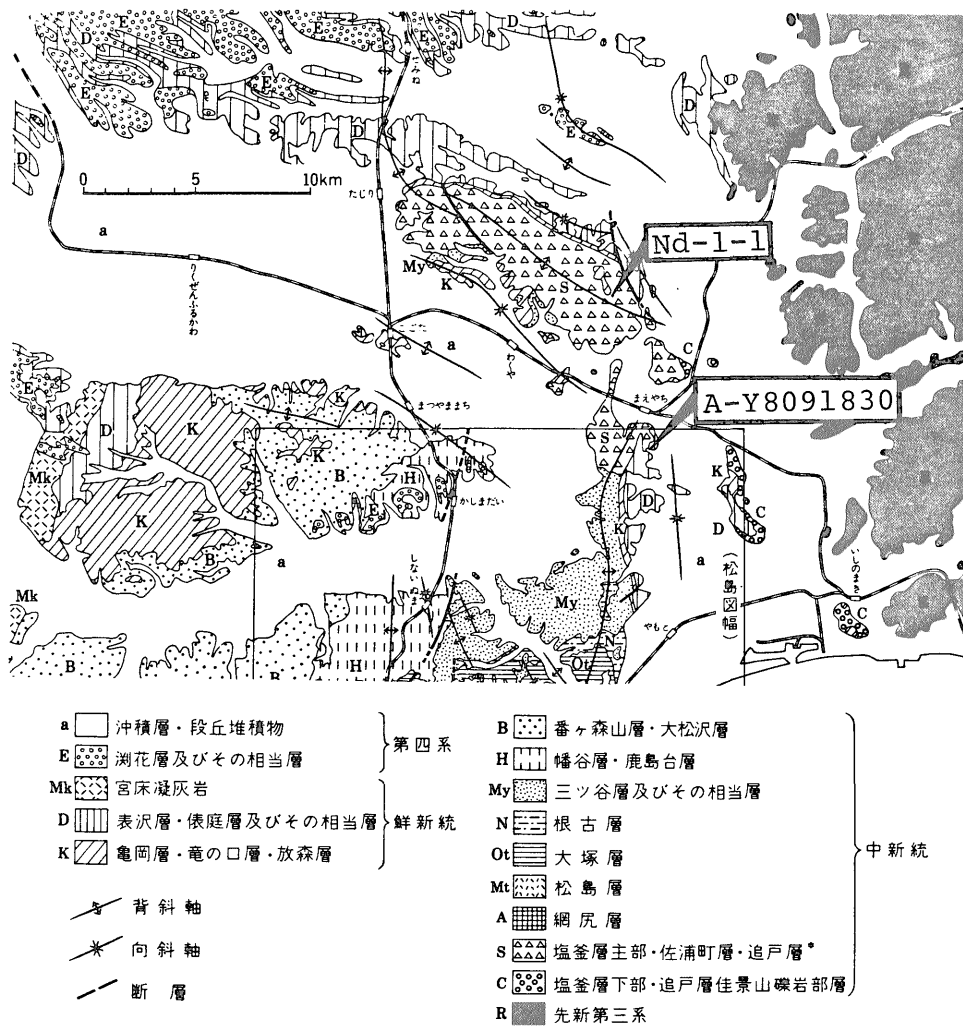 D
E
E
E
D
こみね
E
D
E
D
D
0 5 10km
たじり
a
Nd-1-1
My
K
S
りくぜんふるかわ
a
わくや
C
まえやち
A-Y8091830
E
まつやままち
K
D
K
S
K
Mk
B
H
D
K
かしまだい
E
K
C
K
D
B
a
a
(松島図幅)
しないぬま
いしのまき
Mk
My
C
やもと
B
H
N
Ot
B
a 沖積層・段丘堆積物
E 渕花層及びその相当層
第四系
Mk 宮床凝灰岩
D 表沢層・俵庭層及びその相当層
K 亀岡層・竜の口層・放森層
鮮新統
背斜軸
向斜軸
断層
B 番ヶ森山層・大松沢層
H 幡谷層・鹿島台層
My 三ツ谷層及びその相当層
N 根古層
Ot 大塚層
Mt 松島層
A 網尻層
S 塩釜層主部・佐浦町層・追戸層*
C 塩釜層下部・追戸層佳景山礫岩部層
中新統
R 先新第三系